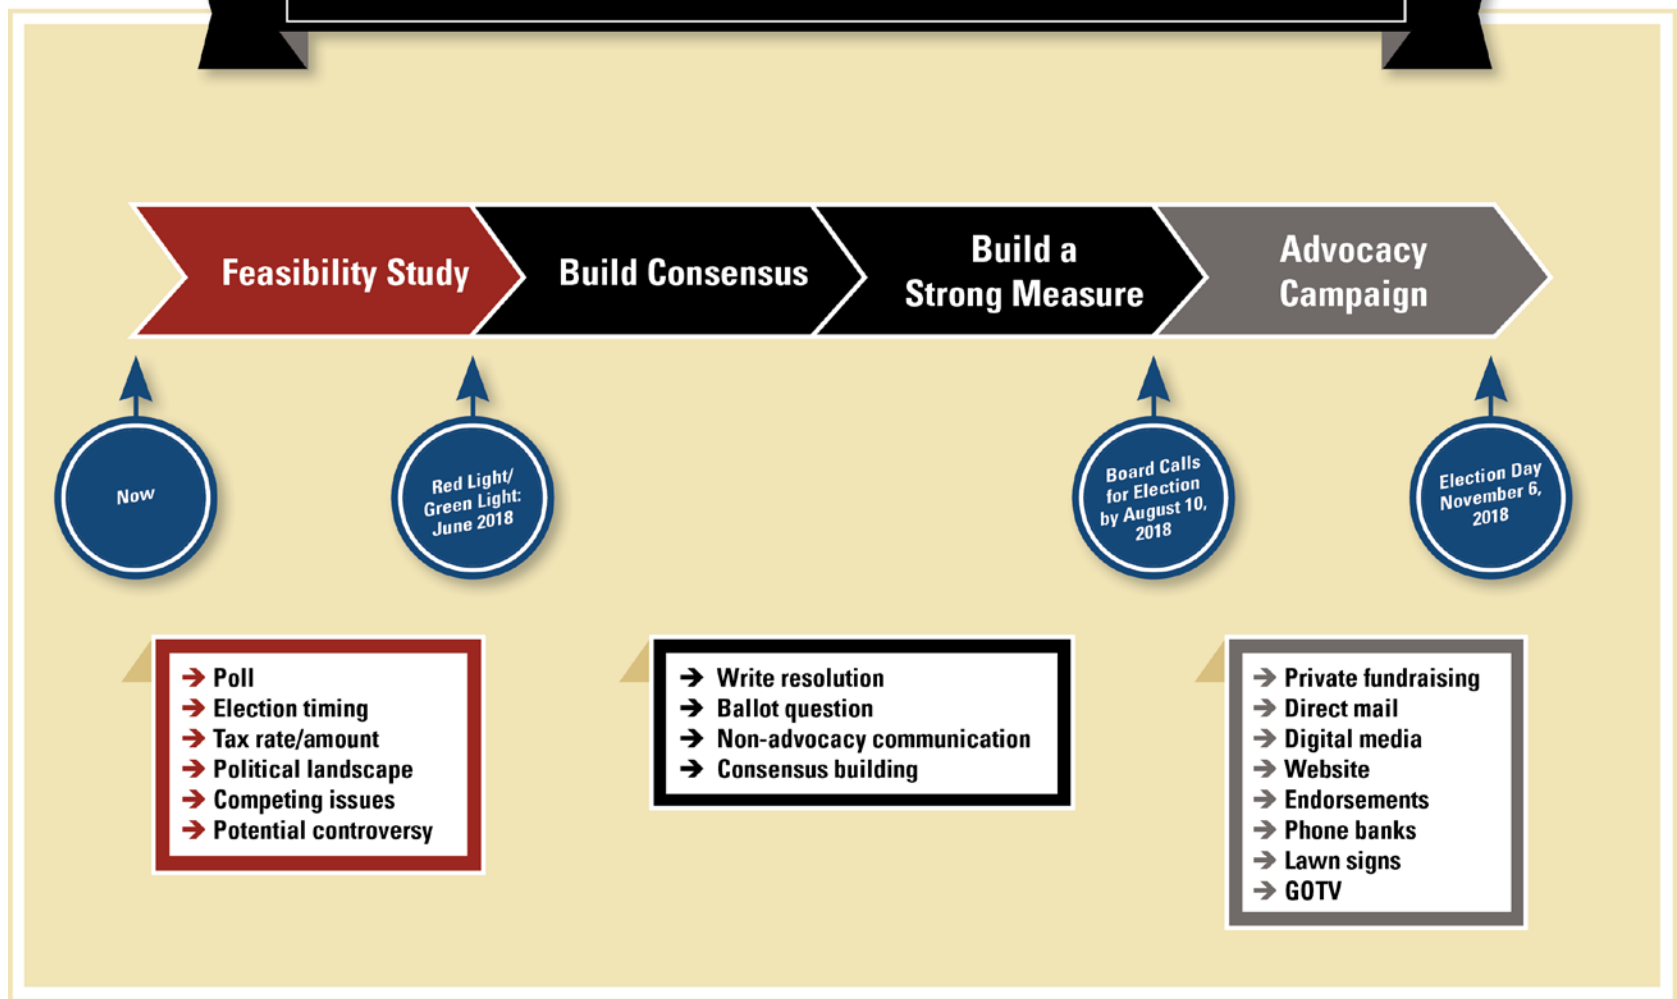 Feasibility Study
Build Consensus
Build a
Strong Measure
Advocacy
Campaign
Now
Red Light/
Green Light:
June 2018
Board Calls
for Election
by August 10,
2018
Election Day
November 6,
2018
→ Poll
→ Election timing
→ Tax rate/amount
→ Political landscape
→ Competing issues
→ Potential controversy
→ Write resolution
→ Ballot question
→ Non-advocacy communication
→ Consensus building
→ Private fundraising
→ Direct mail
→ Digital media
→ Website
→ Endorsements
→ Phone banks
→ Lawn signs
→ GOTV